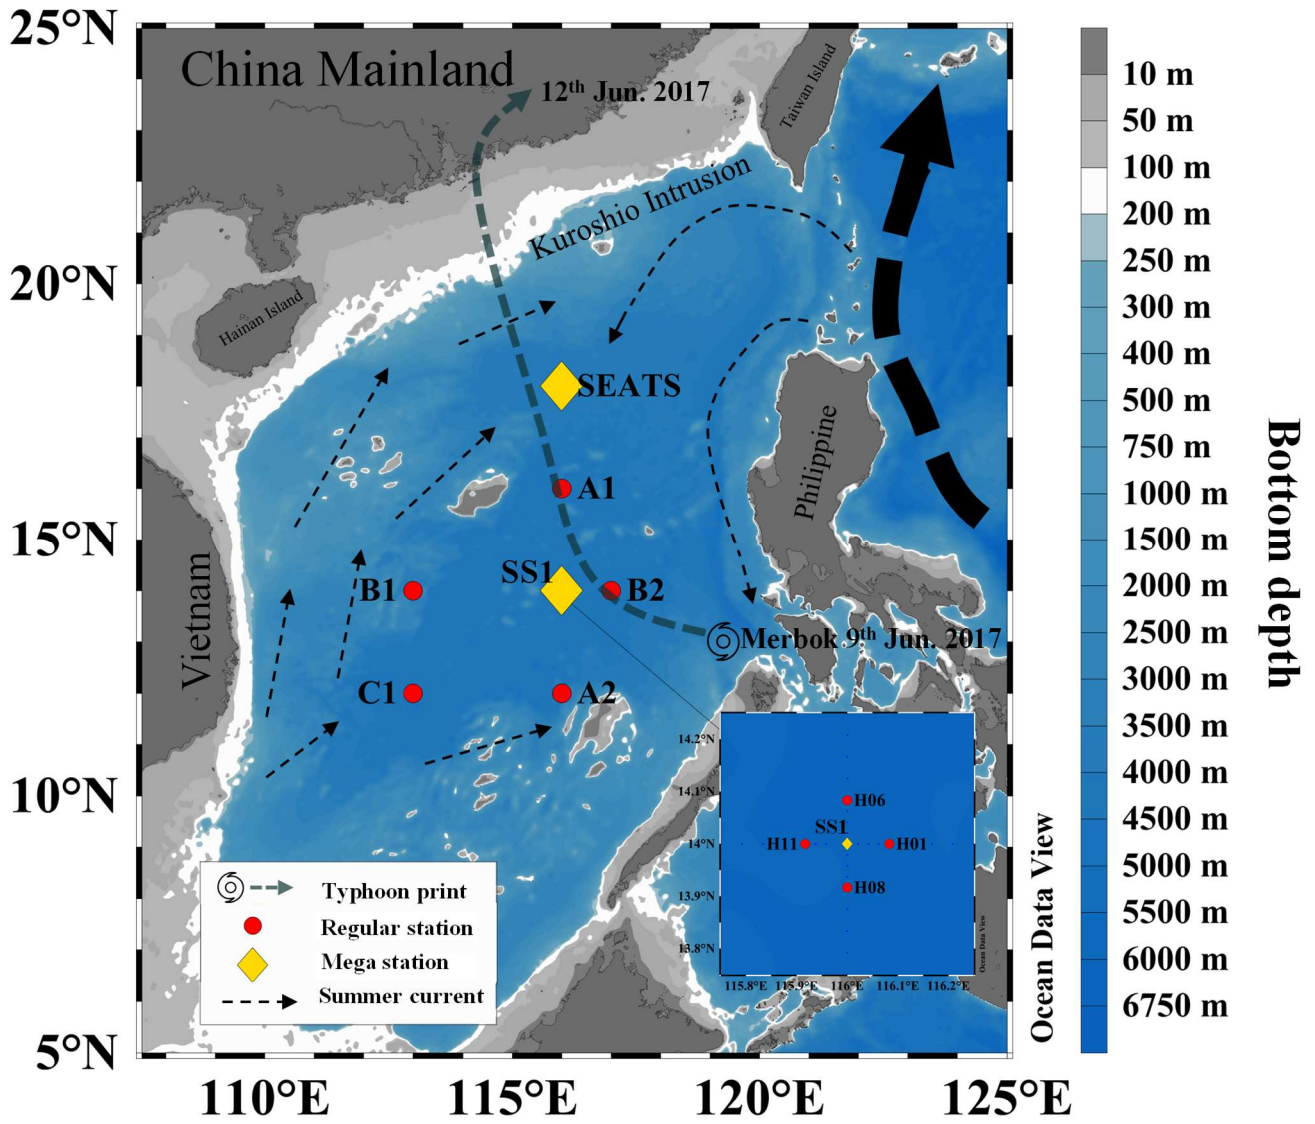 25°N
20°N
15°N
10°N
5°N
110°E
115°E
120°E
125°E
China Mainland
12th Jun. 2017
Taiwan Island
Kuroshio Intrusion
Hainan Island
SEATS
A1
Philippine
Vietnam
B1
SS1
B2
Merbok 9th Jun. 2017
C1
A2
14.2°N
14.1°N
14°N
13.9°N
13.8°N
H06
SS1
H11
H01
H08
115.8°E
115.9°E
116°E
116.1°E
116.2°E
Ocean Data View
Typhoon print
Regular station
Mega station
Summer current
Ocean Data View
10 m
50 m
100 m
200 m
250 m
300 m
400 m
500 m
750 m
1000 m
1500 m
2000 m
2500 m
3000 m
3500 m
4000 m
4500 m
5000 m
5500 m
6000 m
6750 m
Bottom depth